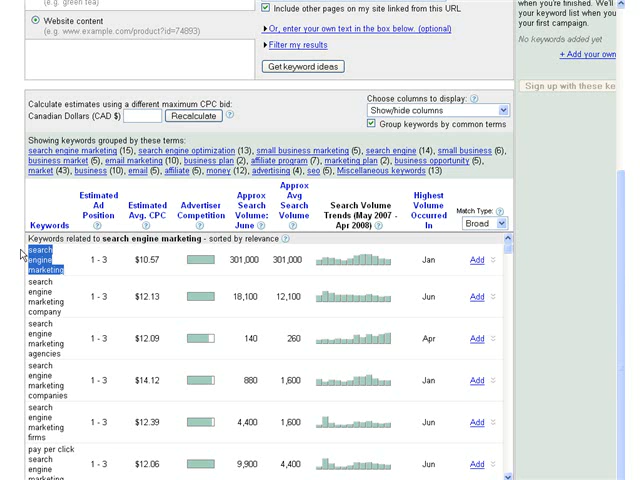 (e.g. green tea)
Website content
(e.g. www.example.com/product?id=74893)
Include other pages on my site linked from this URL
Or, enter your own text in the box below. (optional)
Filter my results
Get keyword ideas
when you're finished. We'll
your keyword list when you
your first campaign.
No keywords added yet
+ Add your own
Sign up with these ke
Calculate estimates using a different maximum CPC bid:
Canadian Dollars (CAD $)
Recalculate
Choose columns to display:
Show/hide columns
Group keywords by common terms
Showing keywords grouped by these terms:
search engine marketing (15), search engine optimization (13), small business marketing (5), search engine (14), small business (6),
business market (5), email marketing (10), business plan (2), affiliate program (7), marketing plan (2), business opportunity (5),
market (43), business (10), email (5), affiliate (5), money (12), advertising (4), seo (5), Miscellaneous keywords (13)
Keywords
Estimated
Ad
Position
Estimated
Avg. CPC
Advertiser
Competition
Approx
Search
Volume:
June
Approx
Avg
Search
Volume
Search Volume
Trends (May 2007 -
Apr 2008)
Highest
Volume
Occurred
In
Match Type:
Broad
Keywords related to search engine marketing - sorted by relevance
search
engine
marketing
1 - 3 $10.57 301,000 301,000 Jan Add
search
engine
marketing
company
1 - 3 $12.13 18,100 12,100 Jun Add
search
engine
marketing
agencies
1 - 3 $12.09 140 260 Apr Add
search
engine
marketing
companies
1 - 3 $14.12 880 1,600 Jan Add
search
engine
marketing
firms
1 - 3 $12.39 4,400 1,600 Jun Add
pay per click
search
engine
marketing
1 - 3 $12.06 9,900 4,400 Jun Add